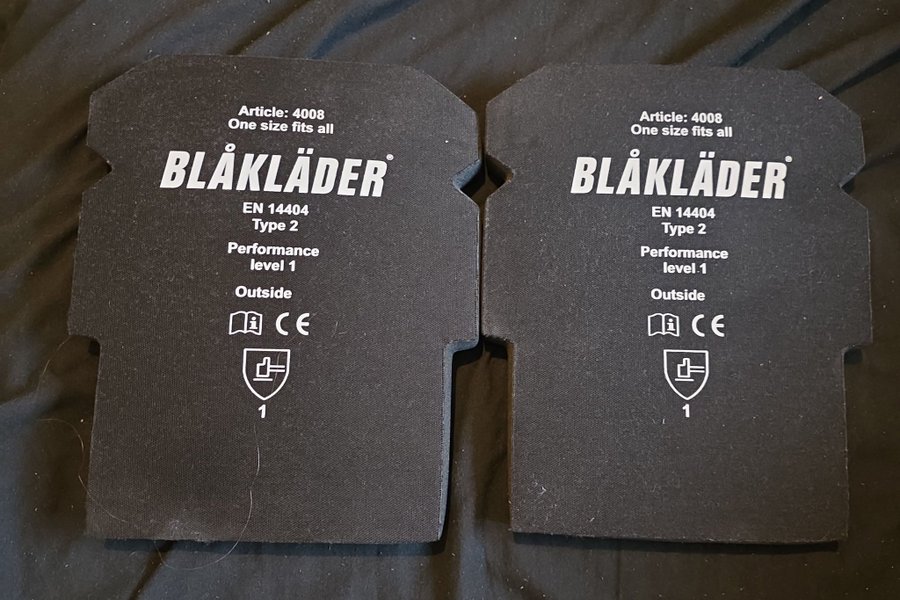 Article: 4008
One size fits all
BLÅKLÄDER®
EN 14404
Type 2
Performance
level 1
Outside
i CE
1
Article: 4008
One size fits all
BLÅKLÄDER®
EN 14404
Type 2
Performance
level 1
Outside
i CE
1